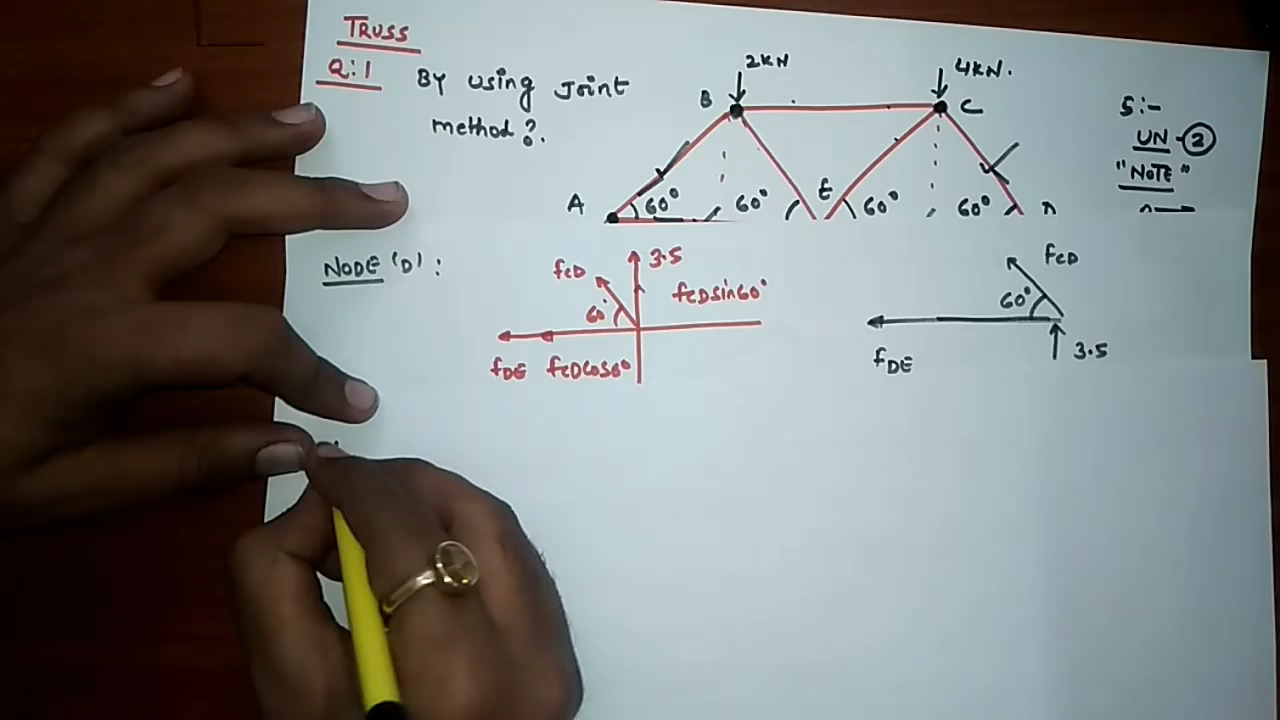 TRUSS
Q:1 By using Joint
method?.
2kN
4kN.
B
C
A
60°
60°
E
60°
60°
D
S:-
UN-2
"NOTE"
NODE 'D':
fCD
3.5
fCDsin60°
60°
fDE fCDcos60°
fCD
60°
fDE
3.5